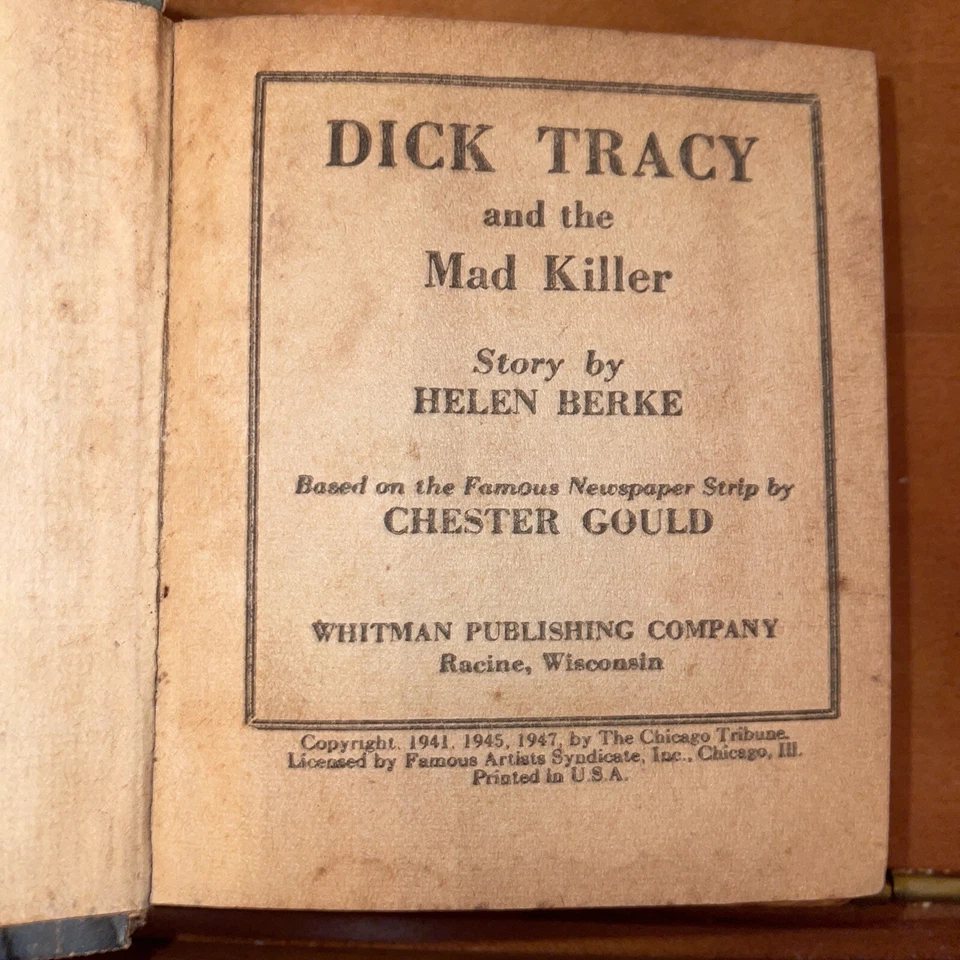 DICK TRACY
and the
Mad Killer
Story by
HELEN BERKE
Based on the Famous Newspaper Strip by
CHESTER GOULD
WHITMAN PUBLISHING COMPANY
Racine, Wisconsin
Copyright, 1941, 1945, 1947, by The Chicago Tribune.
Licensed by Famous Artists Syndicate, Inc., Chicago, Ill.
Printed in U.S.A.